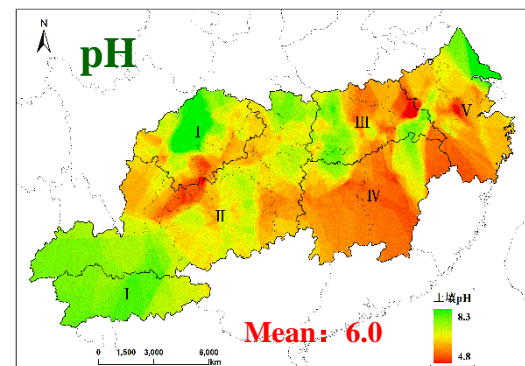 N
pH
I
III
V
II
IV
I
上壤pH
8.3
4.8
Mean：6.0
0 1,500 3,000 6,000
km